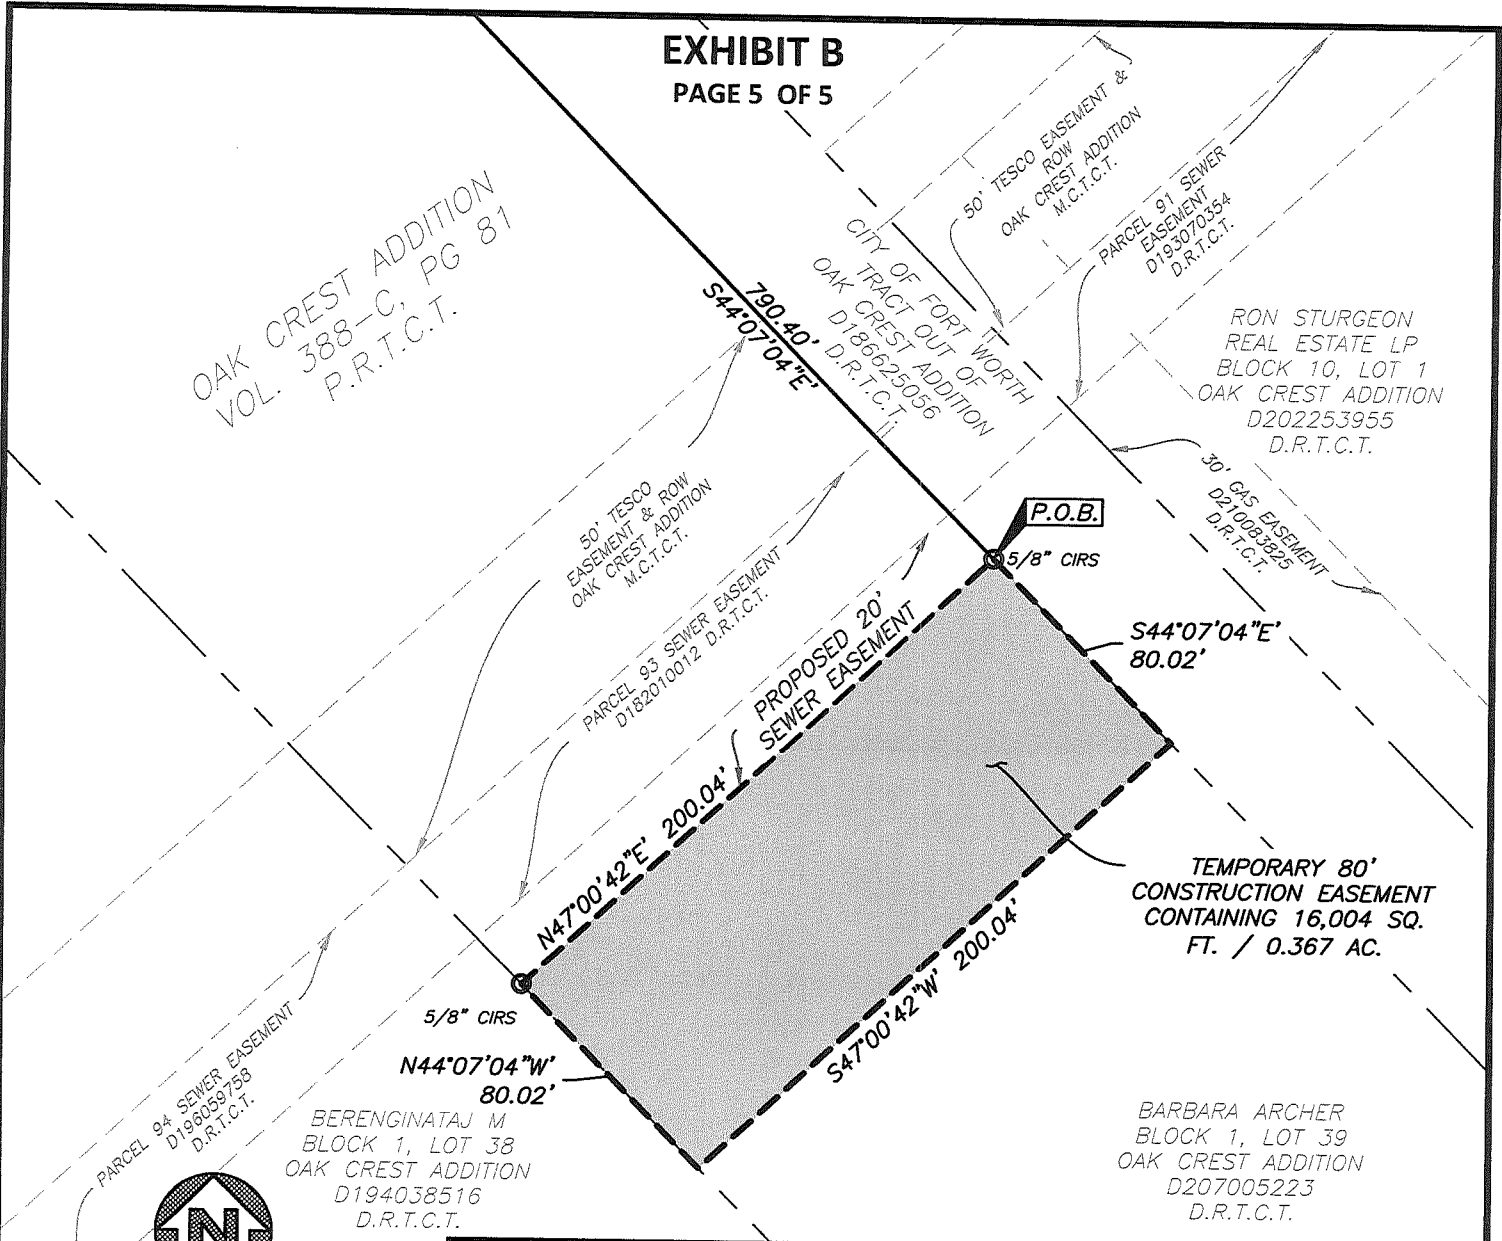 EXHIBIT B
PAGE 5 OF 5
OAK CREST ADDITION
VOL. 388-C, PG 81
P.R.T.C.T.
790.40'
S44°07'04"E'
CITY OF FORT WORTH
TRACT OUT OF
OAK CREST ADDITION
D186625056
D.R.T.C.T.
50' TESCO EASEMENT &
ROW
OAK CREST ADDITION
M.C.T.C.T.
PARCEL 91 SEWER
EASEMENT
D193070354
D.R.T.C.T.
RON STURGEON
REAL ESTATE LP
BLOCK 10, LOT 1
OAK CREST ADDITION
D202253955
D.R.T.C.T.
30' GAS EASEMENT
D210083825
D.R.T.C.T.
50' TESCO
EASEMENT & ROW
OAK CREST ADDITION
M.C.T.C.T.
PARCEL 93 SEWER EASEMENT
D182010012 D.R.T.C.T.
P.O.B.
5/8" CIRS
PROPOSED 20'
SEWER EASEMENT
S44°07'04"E'
80.02'
N47°00'42"E' 200.04'
TEMPORARY 80'
CONSTRUCTION EASEMENT
CONTAINING 16,004 SQ.
FT. / 0.367 AC.
S47°00'42"W' 200.04'
5/8" CIRS
N44°07'04"W'
80.02'
PARCEL 94 SEWER EASEMENT
D196059758
D.R.T.C.T.
BERENGINATAJ M
BLOCK 1, LOT 38
OAK CREST ADDITION
D194038516
D.R.T.C.T.
BARBARA ARCHER
BLOCK 1, LOT 39
OAK CREST ADDITION
D207005223
D.R.T.C.T.
N